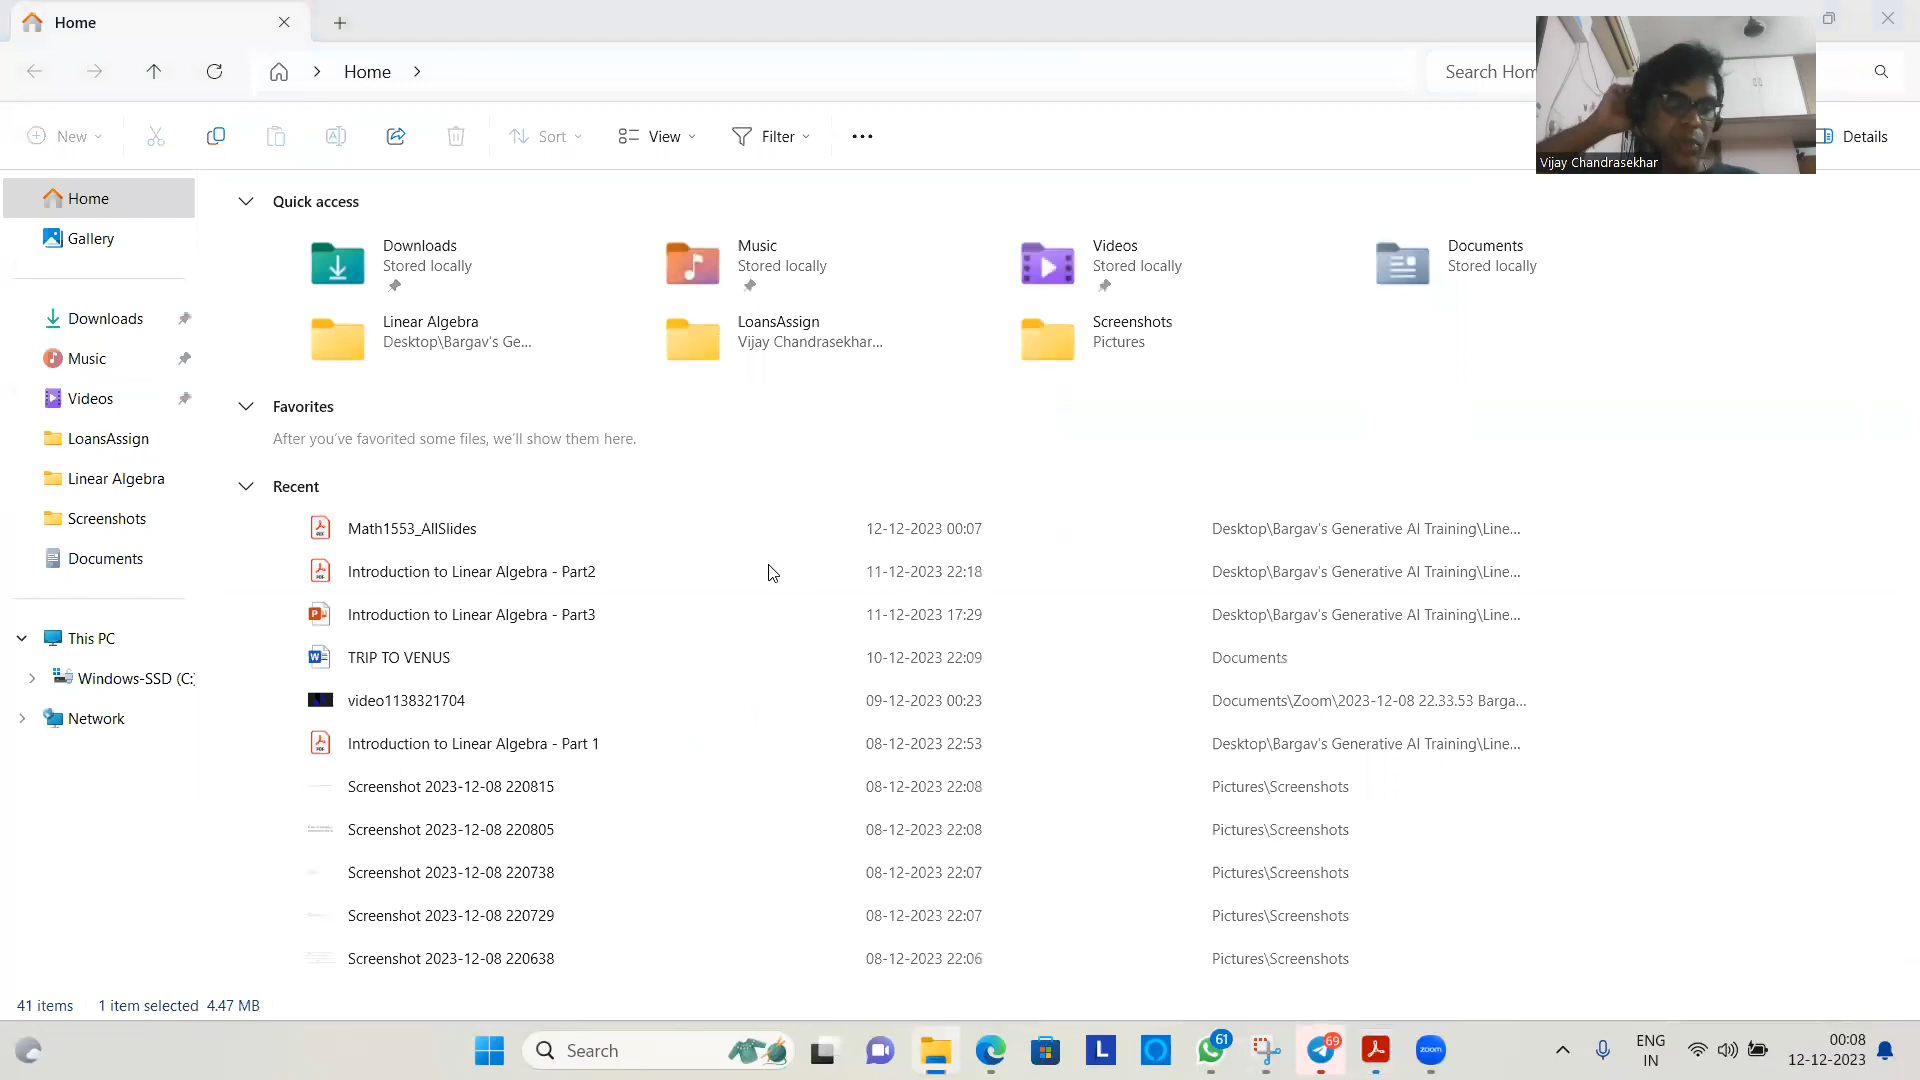 Home
Home
Search Hom
New
Sort
View
Filter
Details
Vijay Chandrasekhar
Home
Gallery
Downloads
Music
Videos
LoansAssign
Linear Algebra
Screenshots
Documents
This PC
Windows-SSD (C:)
Network
Quick access
Downloads
Stored locally
Music
Stored locally
Videos
Stored locally
Documents
Stored locally
Linear Algebra
Desktop\Bargav's Ge...
LoansAssign
Vijay Chandrasekhar...
Screenshots
Pictures
Favorites
After you've favorited some files, we'll show them here.
Recent
Math1553_AllSlides 12-12-2023 00:07 Desktop\Bargav's Generative AI Training\Line...
Introduction to Linear Algebra - Part2 11-12-2023 22:18 Desktop\Bargav's Generative AI Training\Line...
Introduction to Linear Algebra - Part3 11-12-2023 17:29 Desktop\Bargav's Generative AI Training\Line...
TRIP TO VENUS 10-12-2023 22:09 Documents
video1138321704 09-12-2023 00:23 Documents\Zoom\2023-12-08 22.33.53 Barga...
Introduction to Linear Algebra - Part 1 08-12-2023 22:53 Desktop\Bargav's Generative AI Training\Line...
Screenshot 2023-12-08 220815 08-12-2023 22:08 Pictures\Screenshots
Screenshot 2023-12-08 220805 08-12-2023 22:08 Pictures\Screenshots
Screenshot 2023-12-08 220738 08-12-2023 22:07 Pictures\Screenshots
Screenshot 2023-12-08 220729 08-12-2023 22:07 Pictures\Screenshots
Screenshot 2023-12-08 220638 08-12-2023 22:06 Pictures\Screenshots
41 items 1 item selected 4.47 MB
Search
L
61
69
zoom
ENG
IN
00:08
12-12-2023